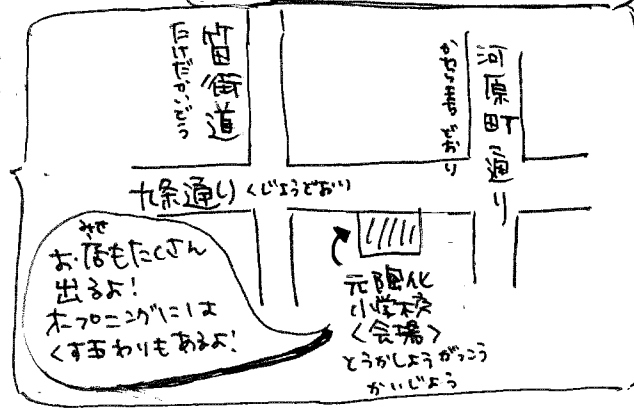 竹田街道
たけだかいどう
河原町通り
かわらまちどおり
九条通り くじょうどおり
みせ
お店もたくさん
出るよ!
オープニングには
くす玉わりもあるよ!
元陶化
小学校
<会場>
とうかしょうがっこう
かいじょう